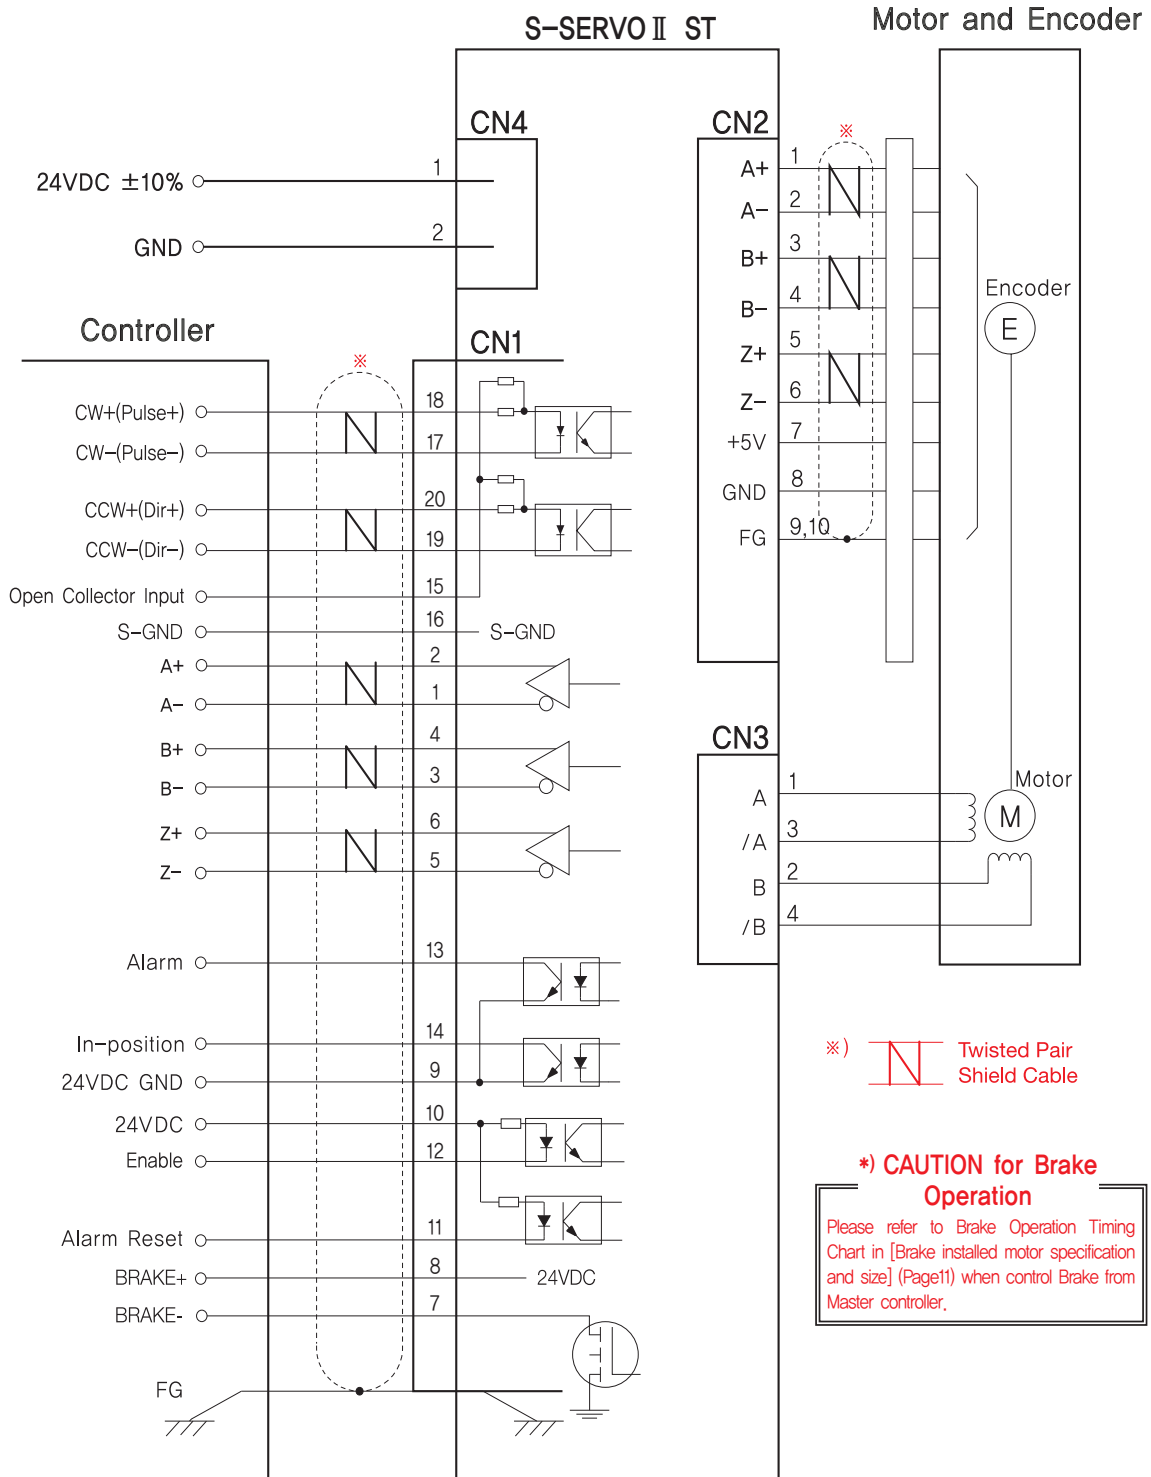 S-SERVOⅡ ST
Motor and Encoder
CN4
1
24VDC ±10%
2
GND
CN2
※
A+ 1
A- 2
B+ 3
B- 4
Z+ 5
Z- 6
+5V 7
GND 8
FG 9,10
Encoder
E
Controller
※
CN1
CW+(Pulse+) 18
CW-(Pulse-) 17
CCW+(Dir+) 20
CCW-(Dir-) 19
Open Collector Input 15
S-GND 16 S-GND
A+ 2
A- 1
B+ 4
B- 3
Z+ 6
Z- 5
Alarm 13
In-position 14
24VDC GND 9
24VDC 10
Enable 12
Alarm Reset 11
BRAKE+ 8 24VDC
BRAKE- 7
FG
CN3
A 1
/A 3
B 2
/B 4
Motor
M
※) Twisted Pair
Shield Cable
*) CAUTION for Brake
Operation
Please refer to Brake Operation Timing
Chart in [Brake installed motor specification
and size] (Page11) when control Brake from
Master controller.